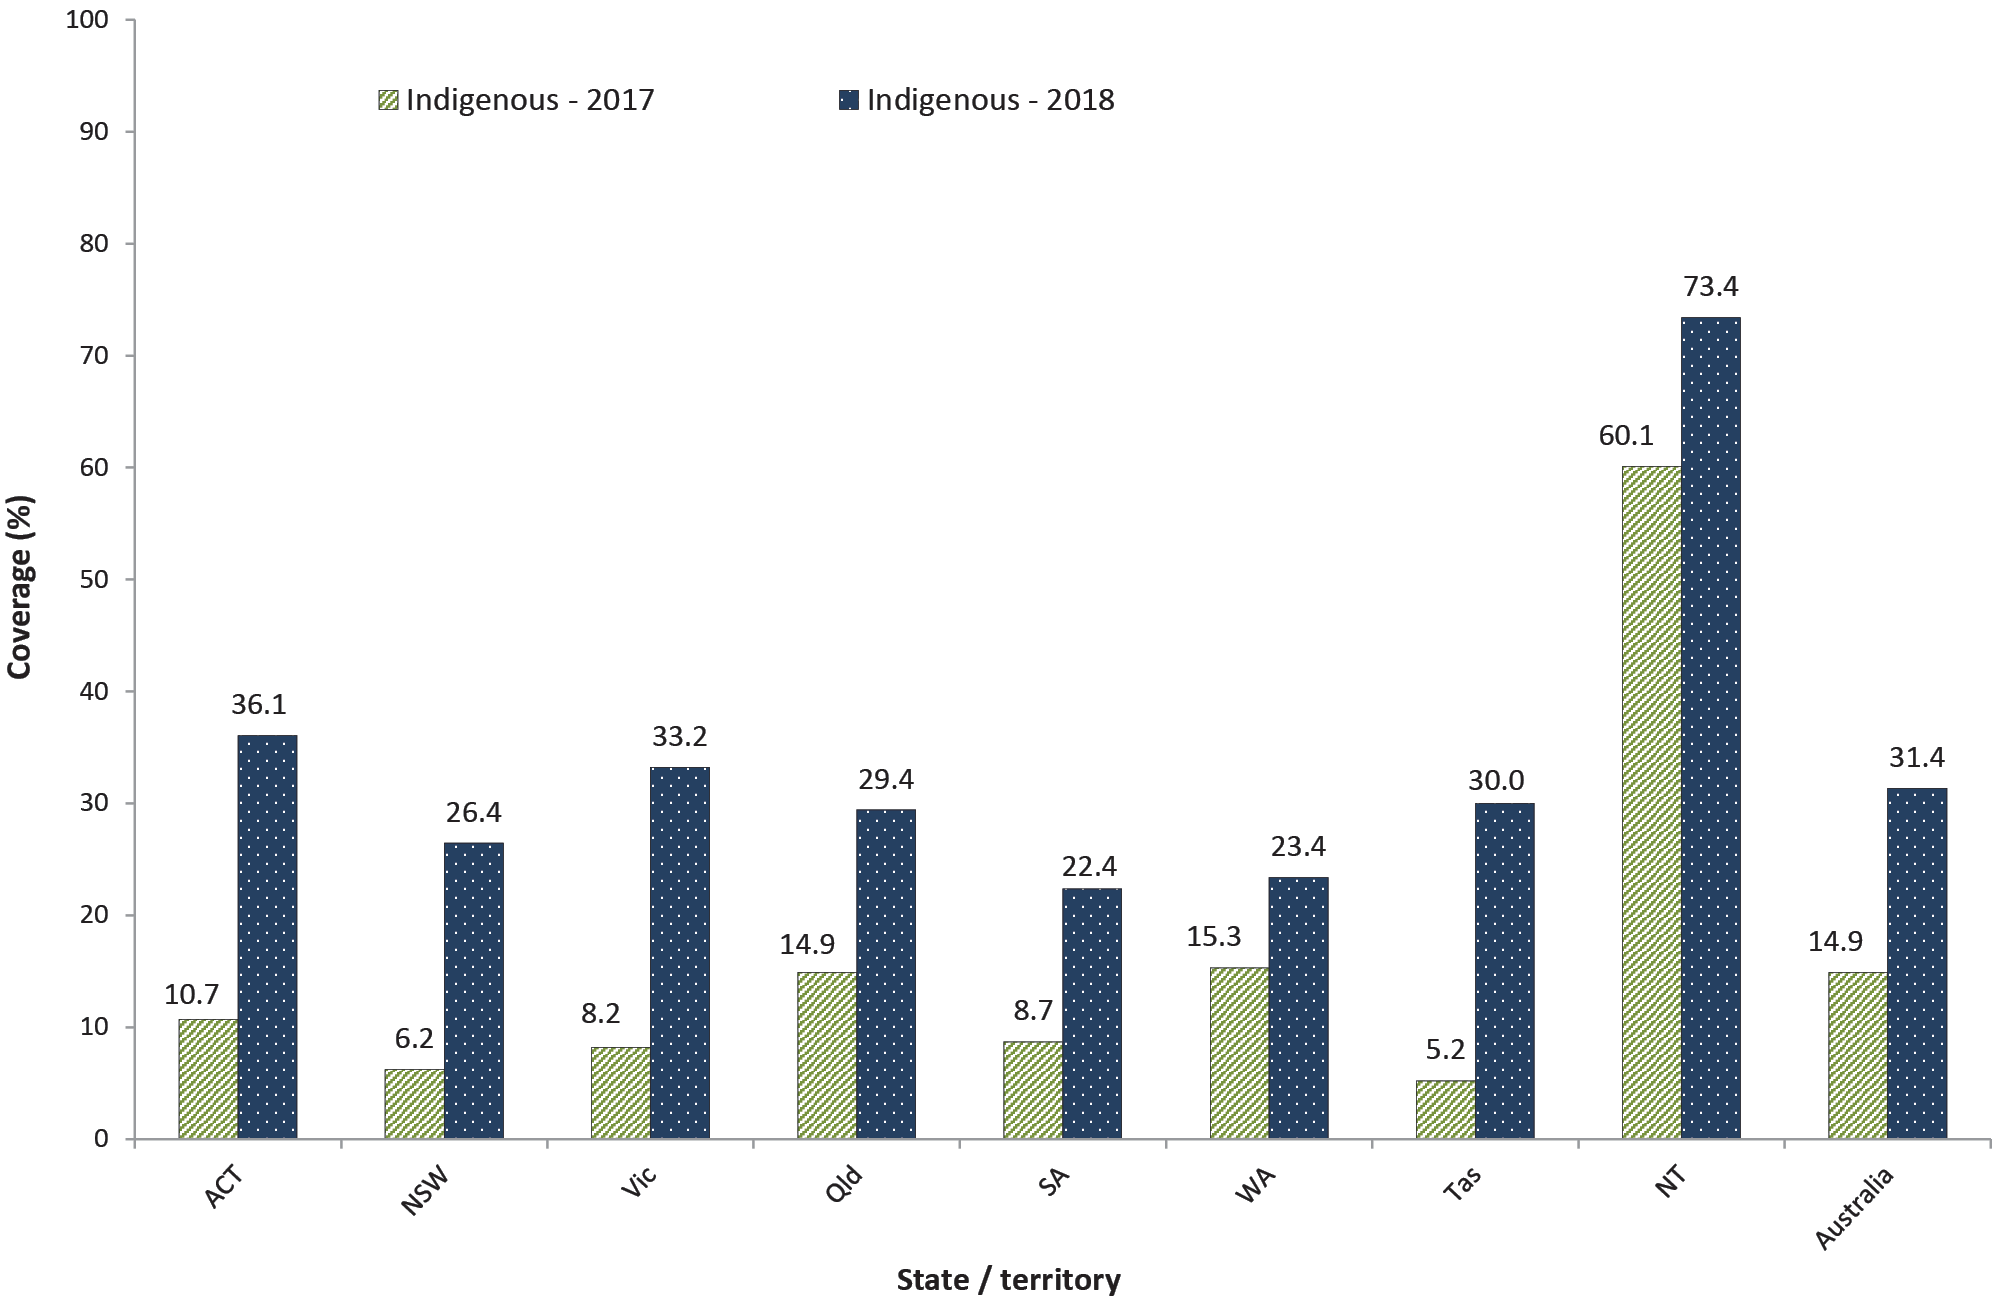 100
90
80
70
60
50
40
30
20
10
0
Coverage (%)
Indigenous - 2017
Indigenous - 2018
10.7
36.1
6.2
26.4
8.2
33.2
14.9
29.4
8.7
22.4
15.3
23.4
5.2
30.0
60.1
73.4
14.9
31.4
ACT
NSW
Vic
Qld
SA
WA
Tas
NT
Australia
State / territory